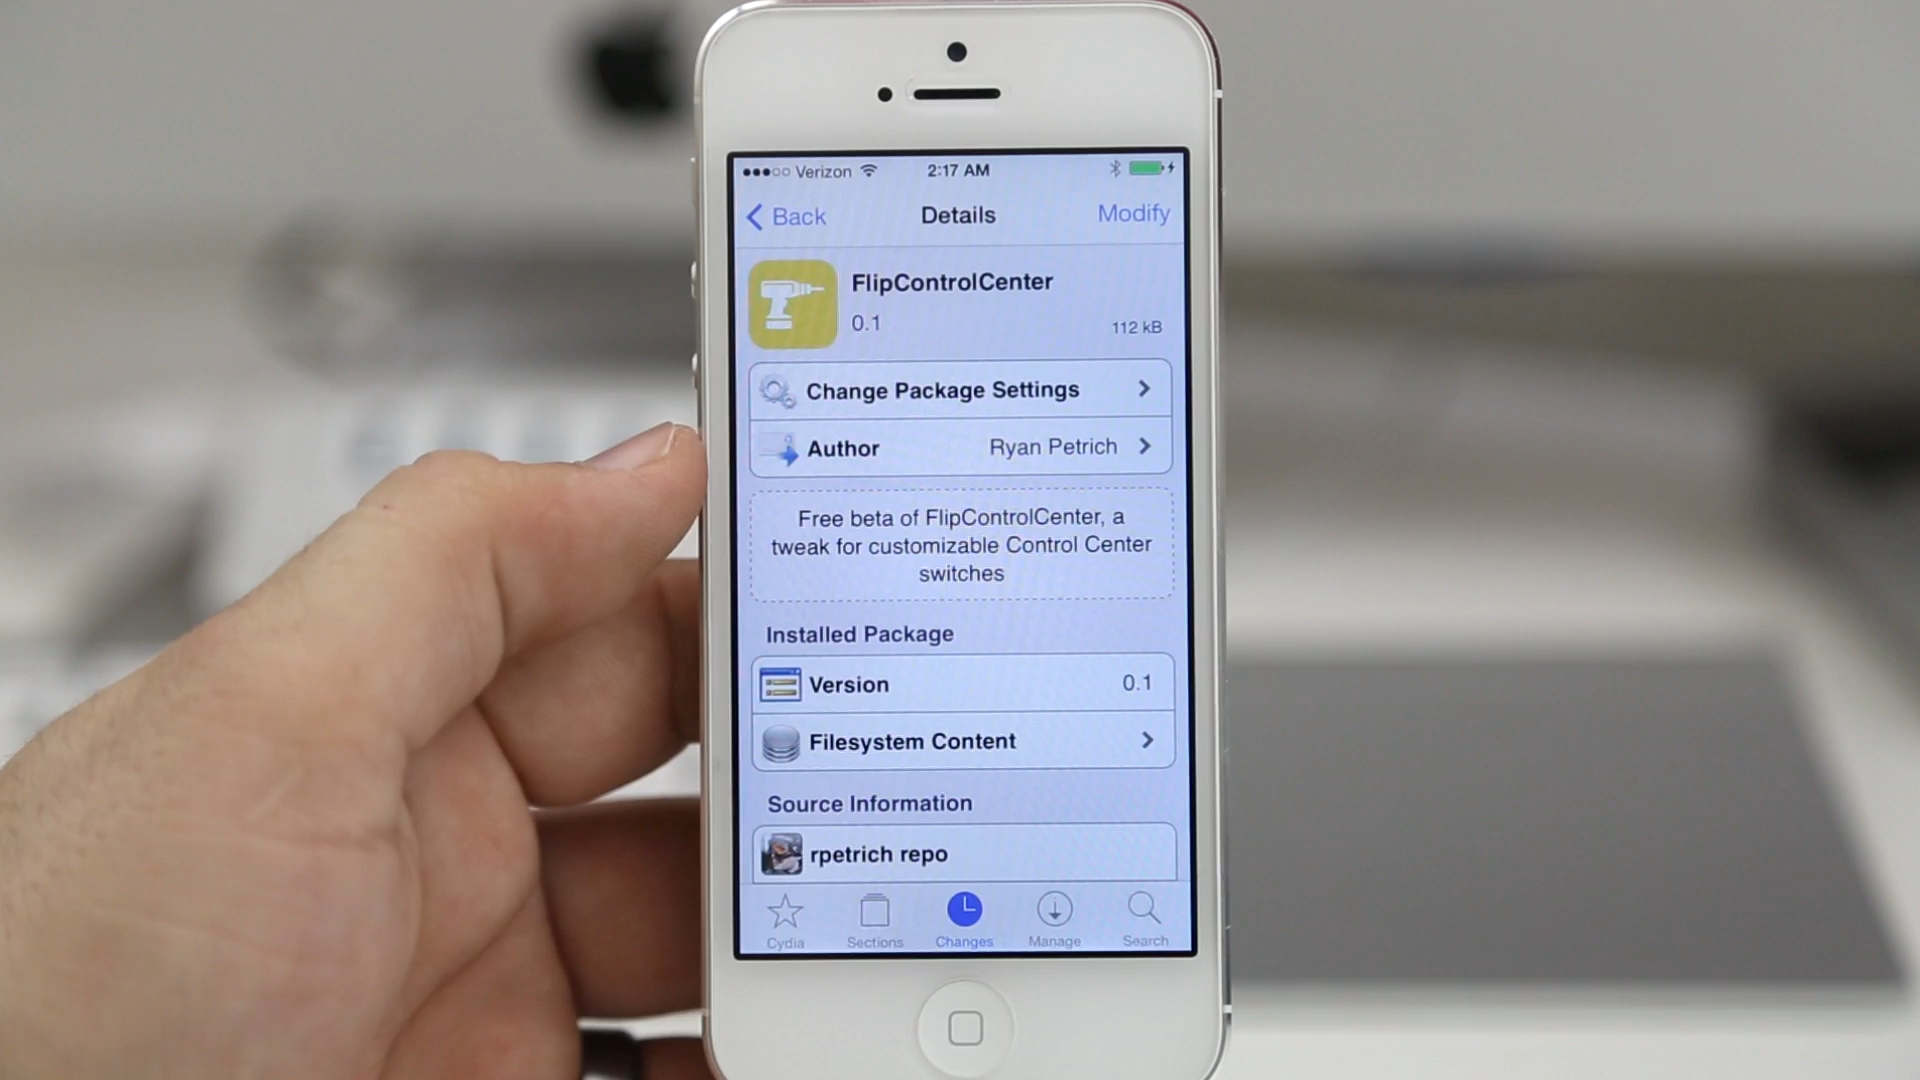 Verizon 2:17 AM
Back Details Modify
FlipControlCenter
0.1 112 kB
Change Package Settings
Author Ryan Petrich
Free beta of FlipControlCenter, a
tweak for customizable Control Center
switches
Installed Package
Version 0.1
Filesystem Content
Source Information
rpetrich repo
Cydia Sections Changes Manage Search